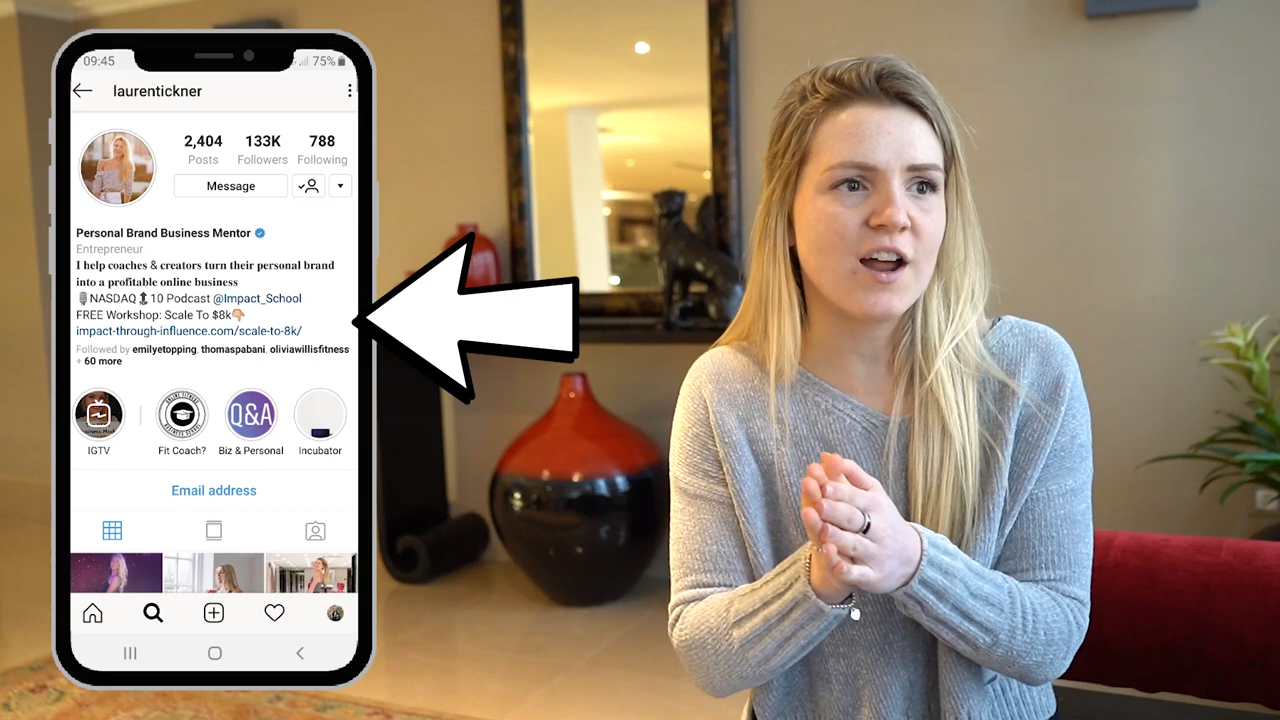 09:45
75%
laurentickner
2,404 133K 788
Posts Followers Following
Message
Personal Brand Business Mentor
Entrepreneur
I help coaches & creators turn their personal brand
into a profitable online business
🎙NASDAQ ⬆10 Podcast @Impact_School
FREE Workshop: Scale To $8k👇
impact-through-influence.com/scale-to-8k/
Followed by emilyetopping, thomaspabani, oliviawillisfitness
+ 60 more
Q&A
IGTV Fit Coach? Biz & Personal Incubator
Email address